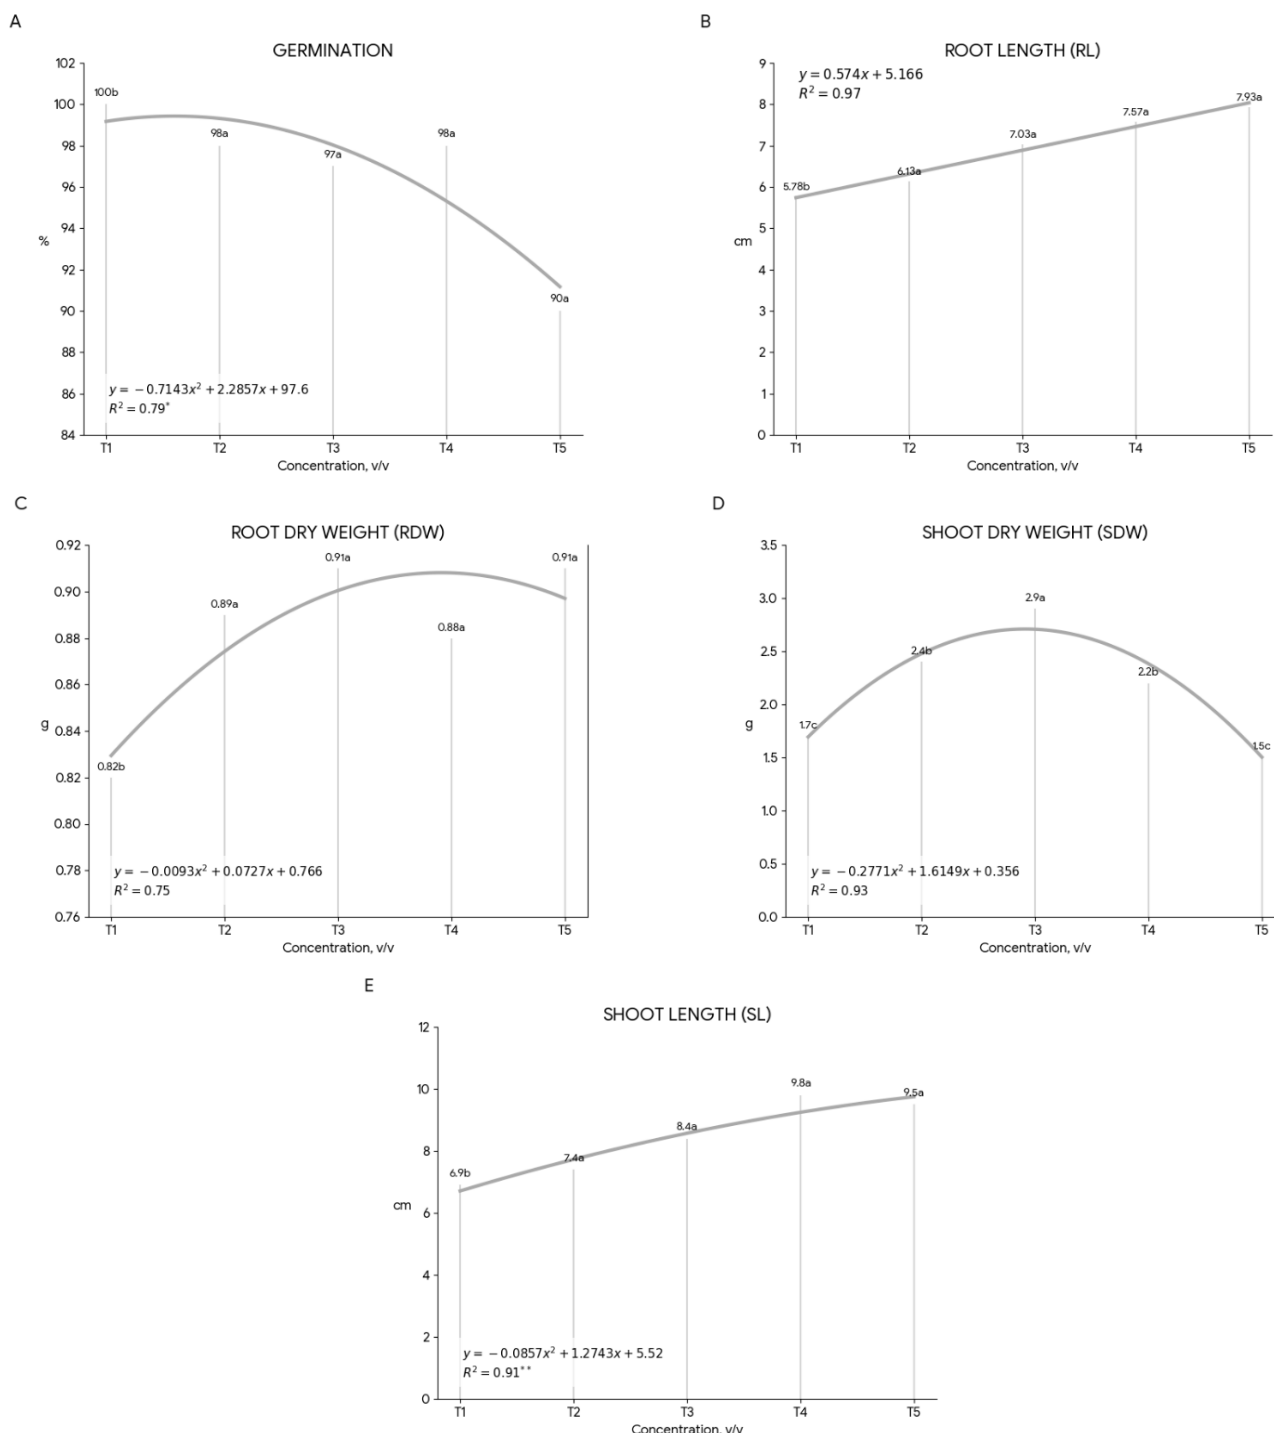 A
GERMINATION
102
100
98
96
94
92
90
88
86
84
%
100b
98a
97a
98a
90a
y = −0.7143x² + 2.2857x + 97.6
R² = 0.79*
T1 T2 T3 T4 T5
Concentration, v/v
B
ROOT LENGTH (RL)
9
8
7
6
5
4
3
2
1
0
cm
y = 0.574x + 5.166
R² = 0.97
5.78b
6.13a
7.03a
7.57a
7.93a
T1 T2 T3 T4 T5
Concentration, v/v
C
ROOT DRY WEIGHT (RDW)
0.92
0.90
0.88
0.86
0.84
0.82
0.80
0.78
0.76
g
0.82b
0.89a
0.91a
0.88a
0.91a
y = −0.0093x² + 0.0727x + 0.766
R² = 0.75
T1 T2 T3 T4 T5
Concentration, v/v
D
SHOOT DRY WEIGHT (SDW)
3.5
3.0
2.5
2.0
1.5
1.0
0.5
0.0
g
1.7c
2.4b
2.9a
2.2b
1.5c
y = −0.2771x² + 1.6149x + 0.356
R² = 0.93
T1 T2 T3 T4 T5
Concentration, v/v
E
SHOOT LENGTH (SL)
12
10
8
6
4
2
0
cm
6.9b
7.4a
8.4a
9.8a
9.5a
y = −0.0857x² + 1.2743x + 5.52
R² = 0.91**
T1 T2 T3 T4 T5
Concentration, v/v